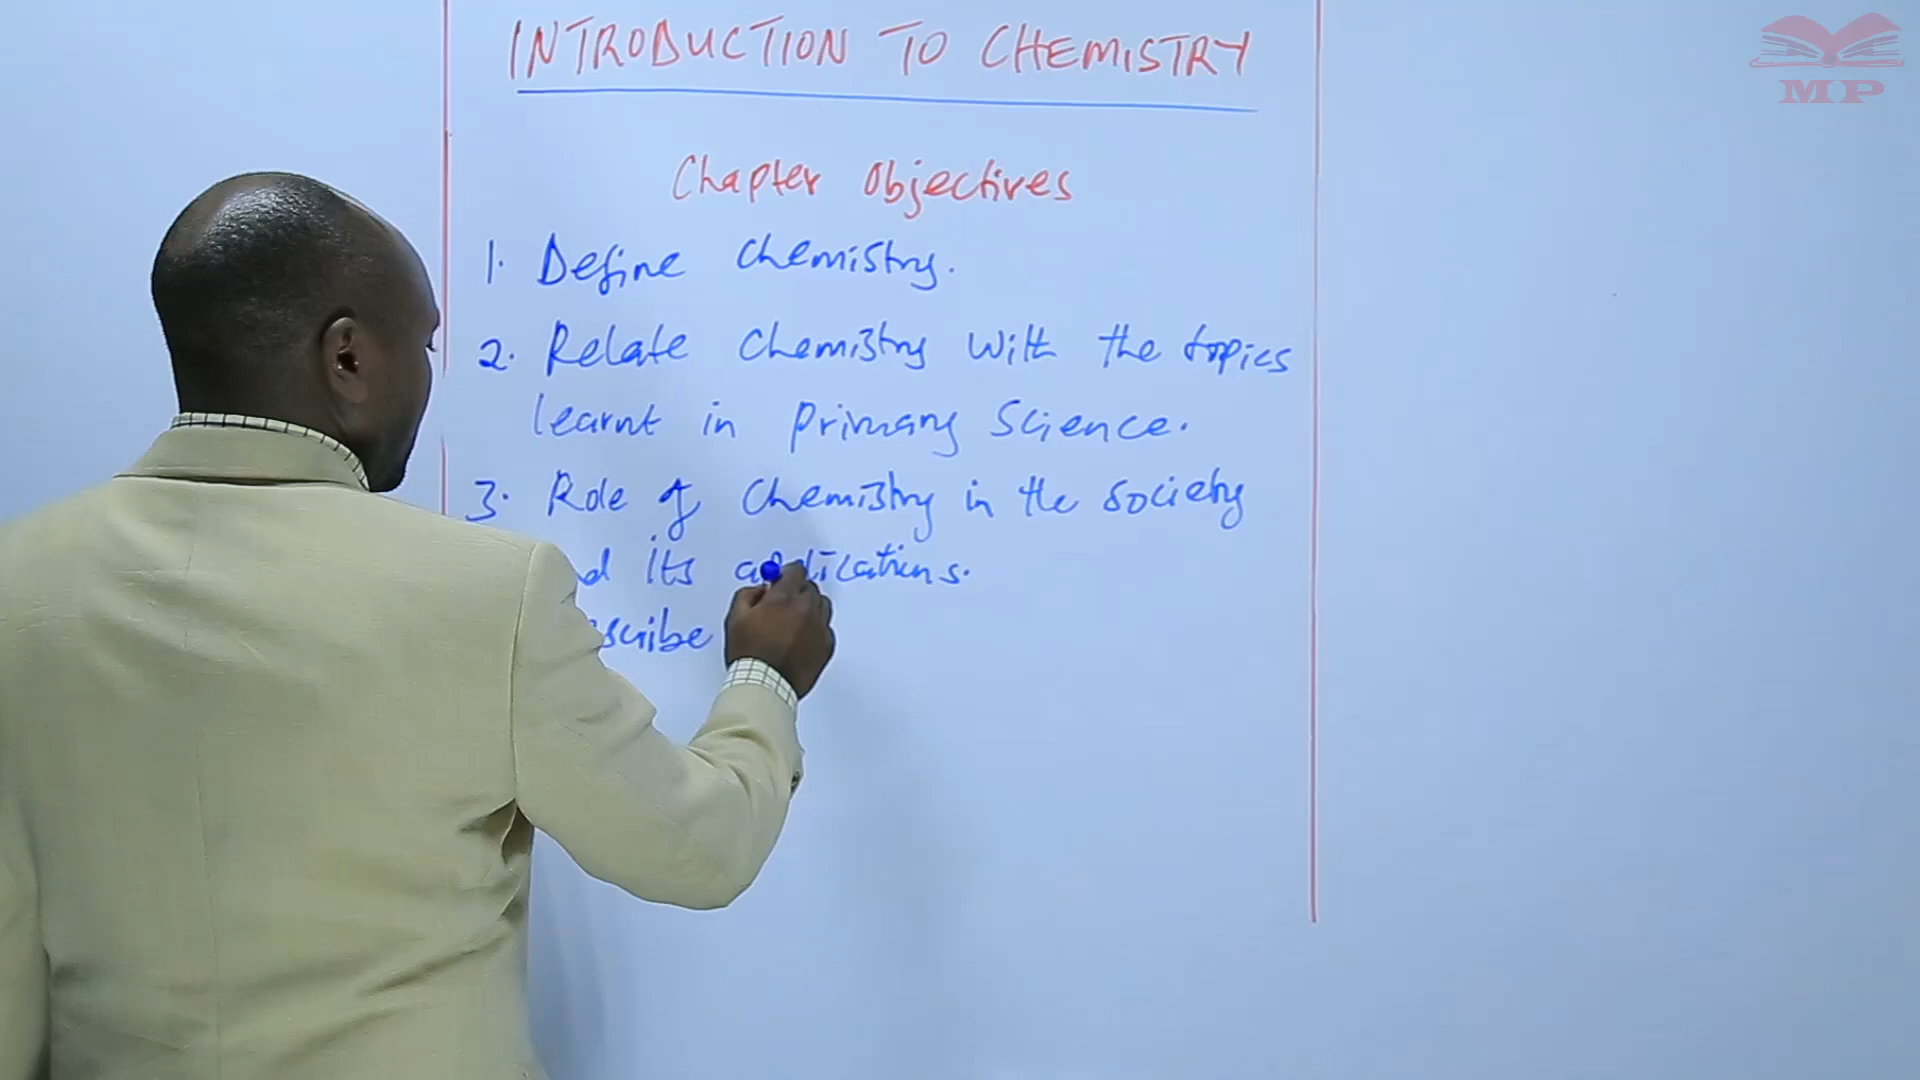 INTRODUCTION TO CHEMISTRY
MP
Chapter Objectives
1. Define Chemistry.
2. Relate Chemistry with the topics
learnt in Primary Science.
3. Role of Chemistry in the society
its applications.